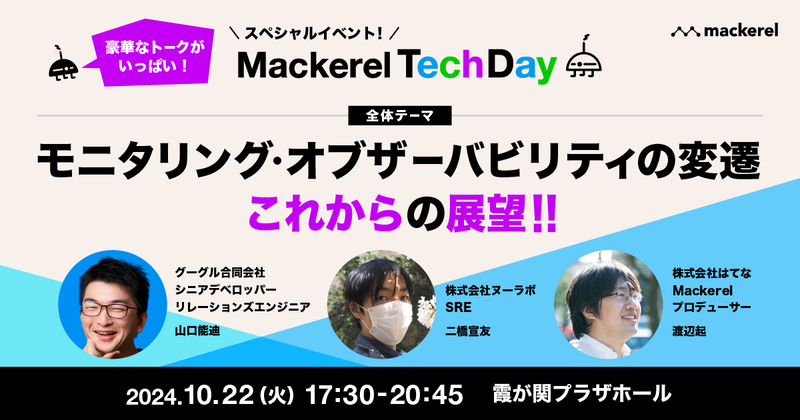 豪華なトークが
いっぱい！
＼ スペシャルイベント！ ／
Mackerel Tech Day
mackerel
全体テーマ
モニタリング・オブザーバビリティの変遷
これからの展望!!
グーグル合同会社
シニアデベロッパー
リレーションズエンジニア
山口能迪
株式会社ヌーラボ
SRE
二橋宣友
株式会社はてな
Mackerel
プロデューサー
渡辺起
2024.10.22（火） 17:30-20:45 霞が関プラザホール